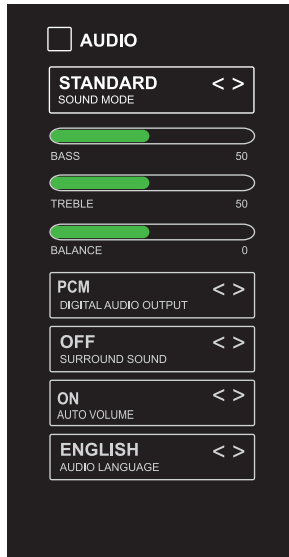 AUDIO
STANDARD < >
SOUND MODE
BASS 50
TREBLE 50
BALANCE 0
PCM < >
DIGITAL AUDIO OUTPUT
OFF < >
SURROUND SOUND
ON < >
AUTO VOLUME
ENGLISH < >
AUDIO LANGUAGE